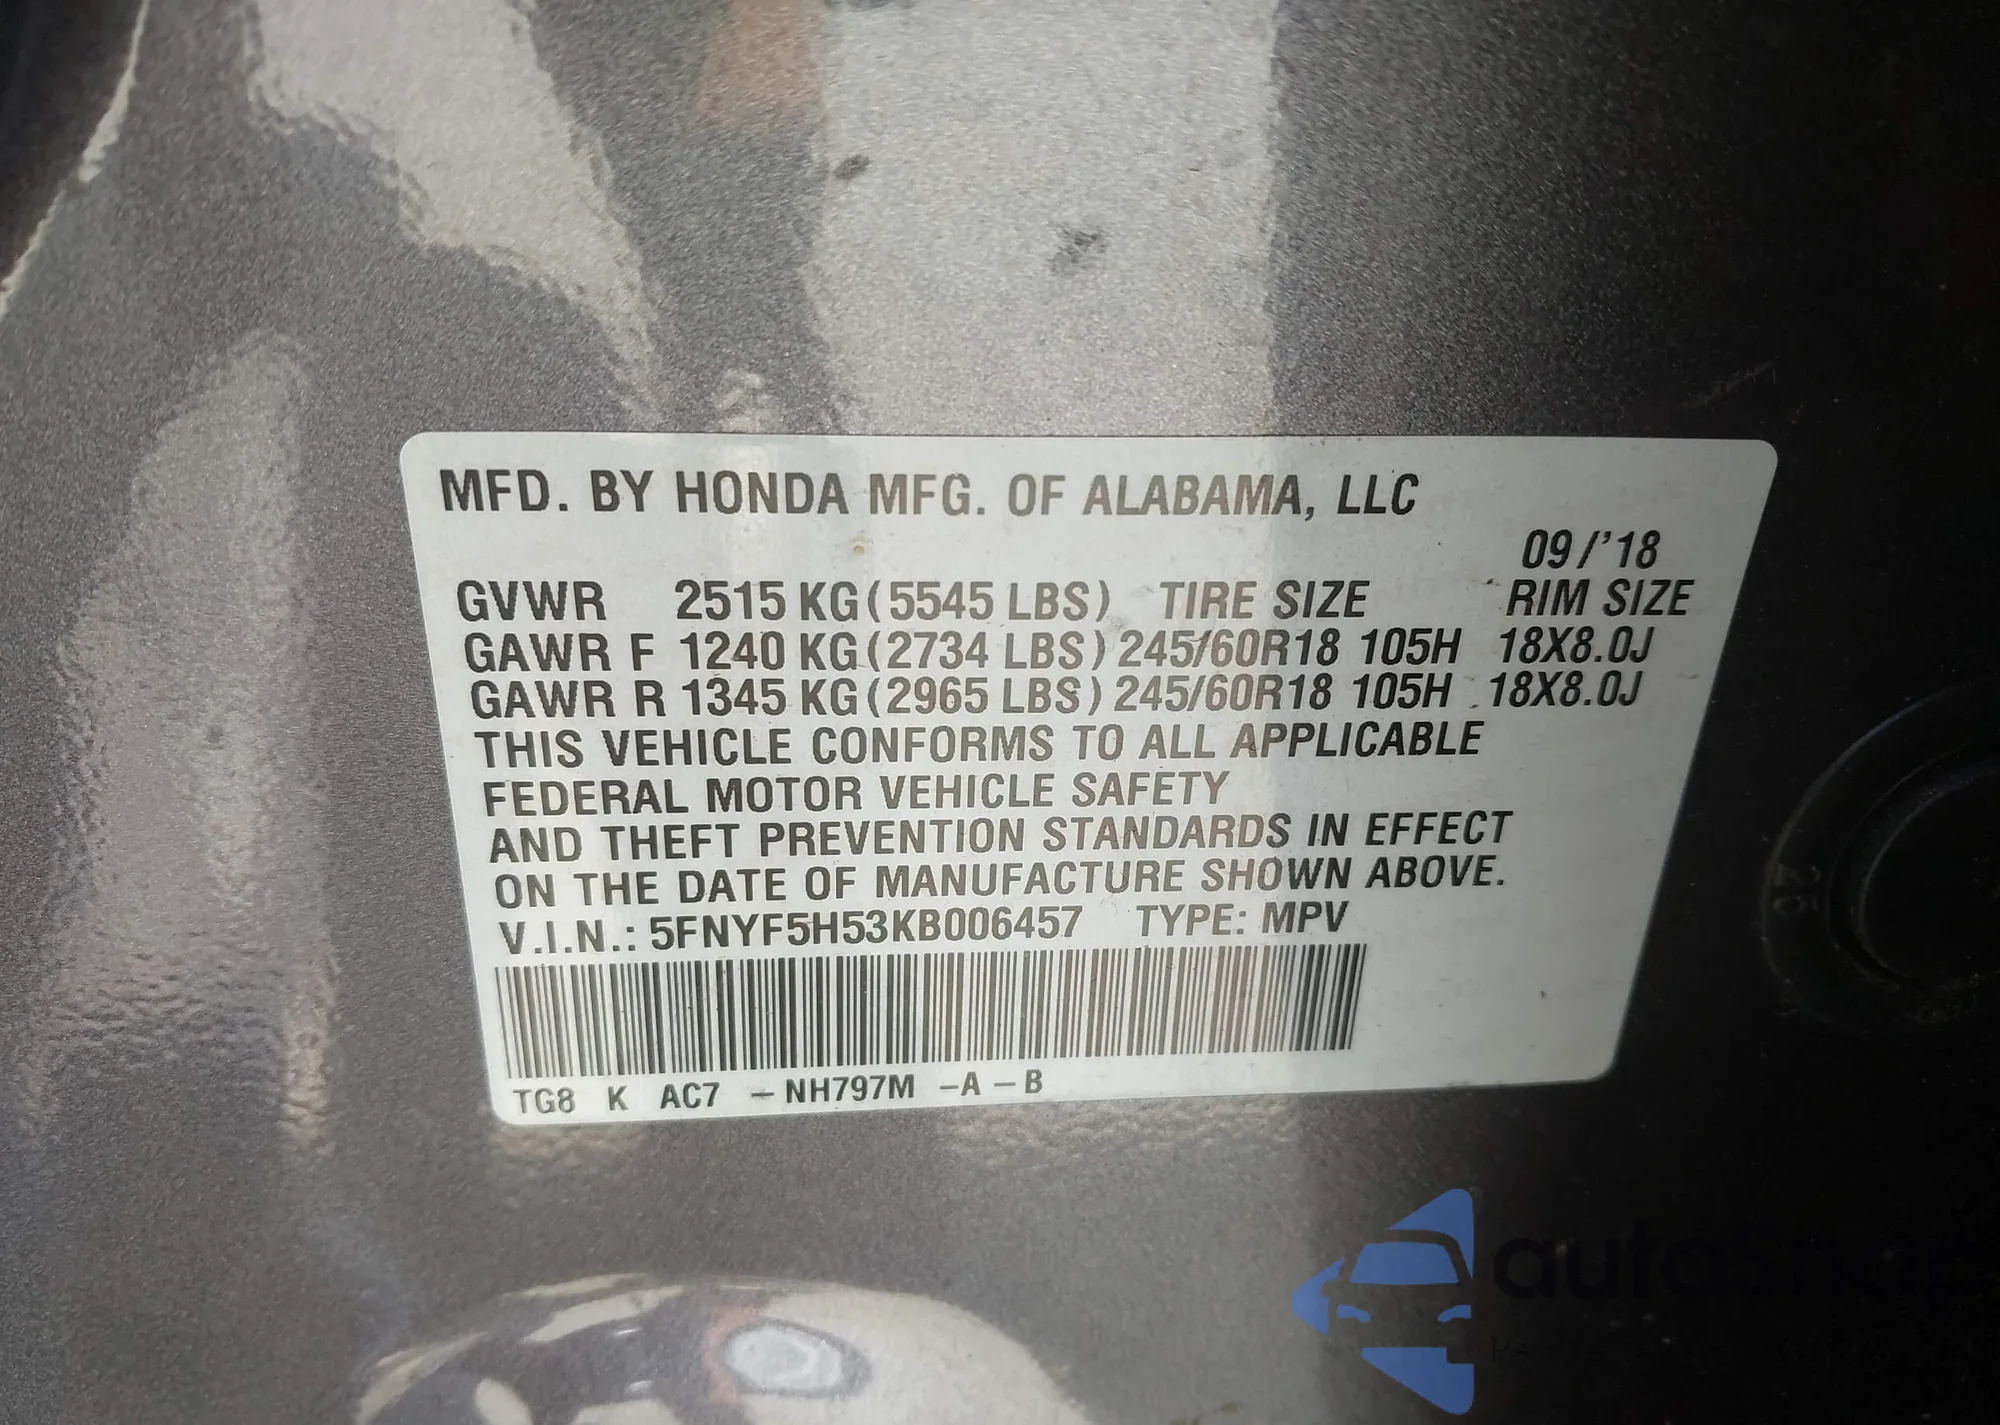 MFD. BY HONDA MFG. OF ALABAMA, LLC
09/'18
GVWR 2515 KG (5545 LBS) TIRE SIZE RIM SIZE
GAWR F 1240 KG (2734 LBS) 245/60R18 105H 18X8.0J
GAWR R 1345 KG (2965 LBS) 245/60R18 105H 18X8.0J
THIS VEHICLE CONFORMS TO ALL APPLICABLE
FEDERAL MOTOR VEHICLE SAFETY
AND THEFT PREVENTION STANDARDS IN EFFECT
ON THE DATE OF MANUFACTURE SHOWN ABOVE.
V.I.N.: 5FNYF5H53KB006457 TYPE: MPV
TG8 K AC7 -NH797M -A -B
25